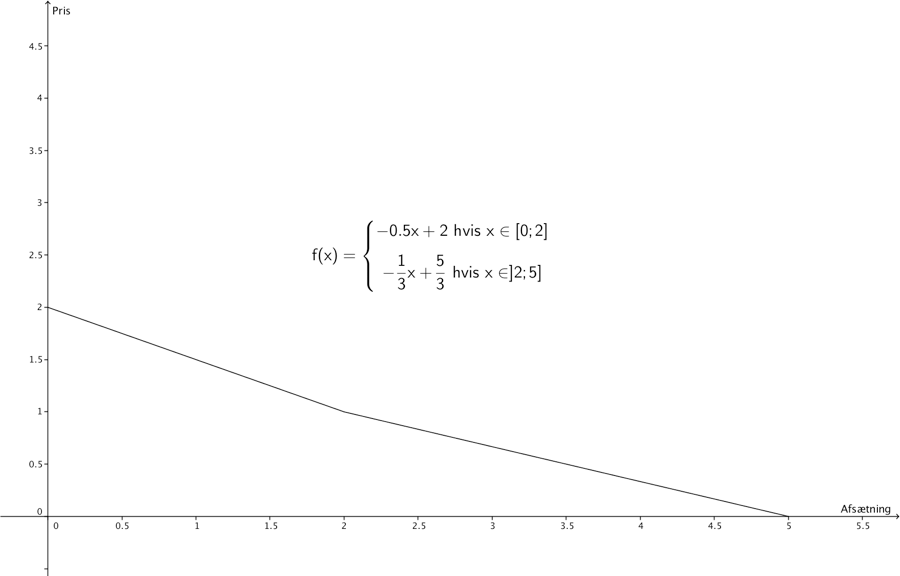 Pris
4.5
4
3.5
3
2.5
2
1.5
1
0.5
0
f(x) = { −0.5x + 2 hvis x ∈ [0; 2]
−1/3x + 5/3 hvis x ∈]2; 5]
Afsætning
0 0.5 1 1.5 2 2.5 3 3.5 4 4.5 5 5.5